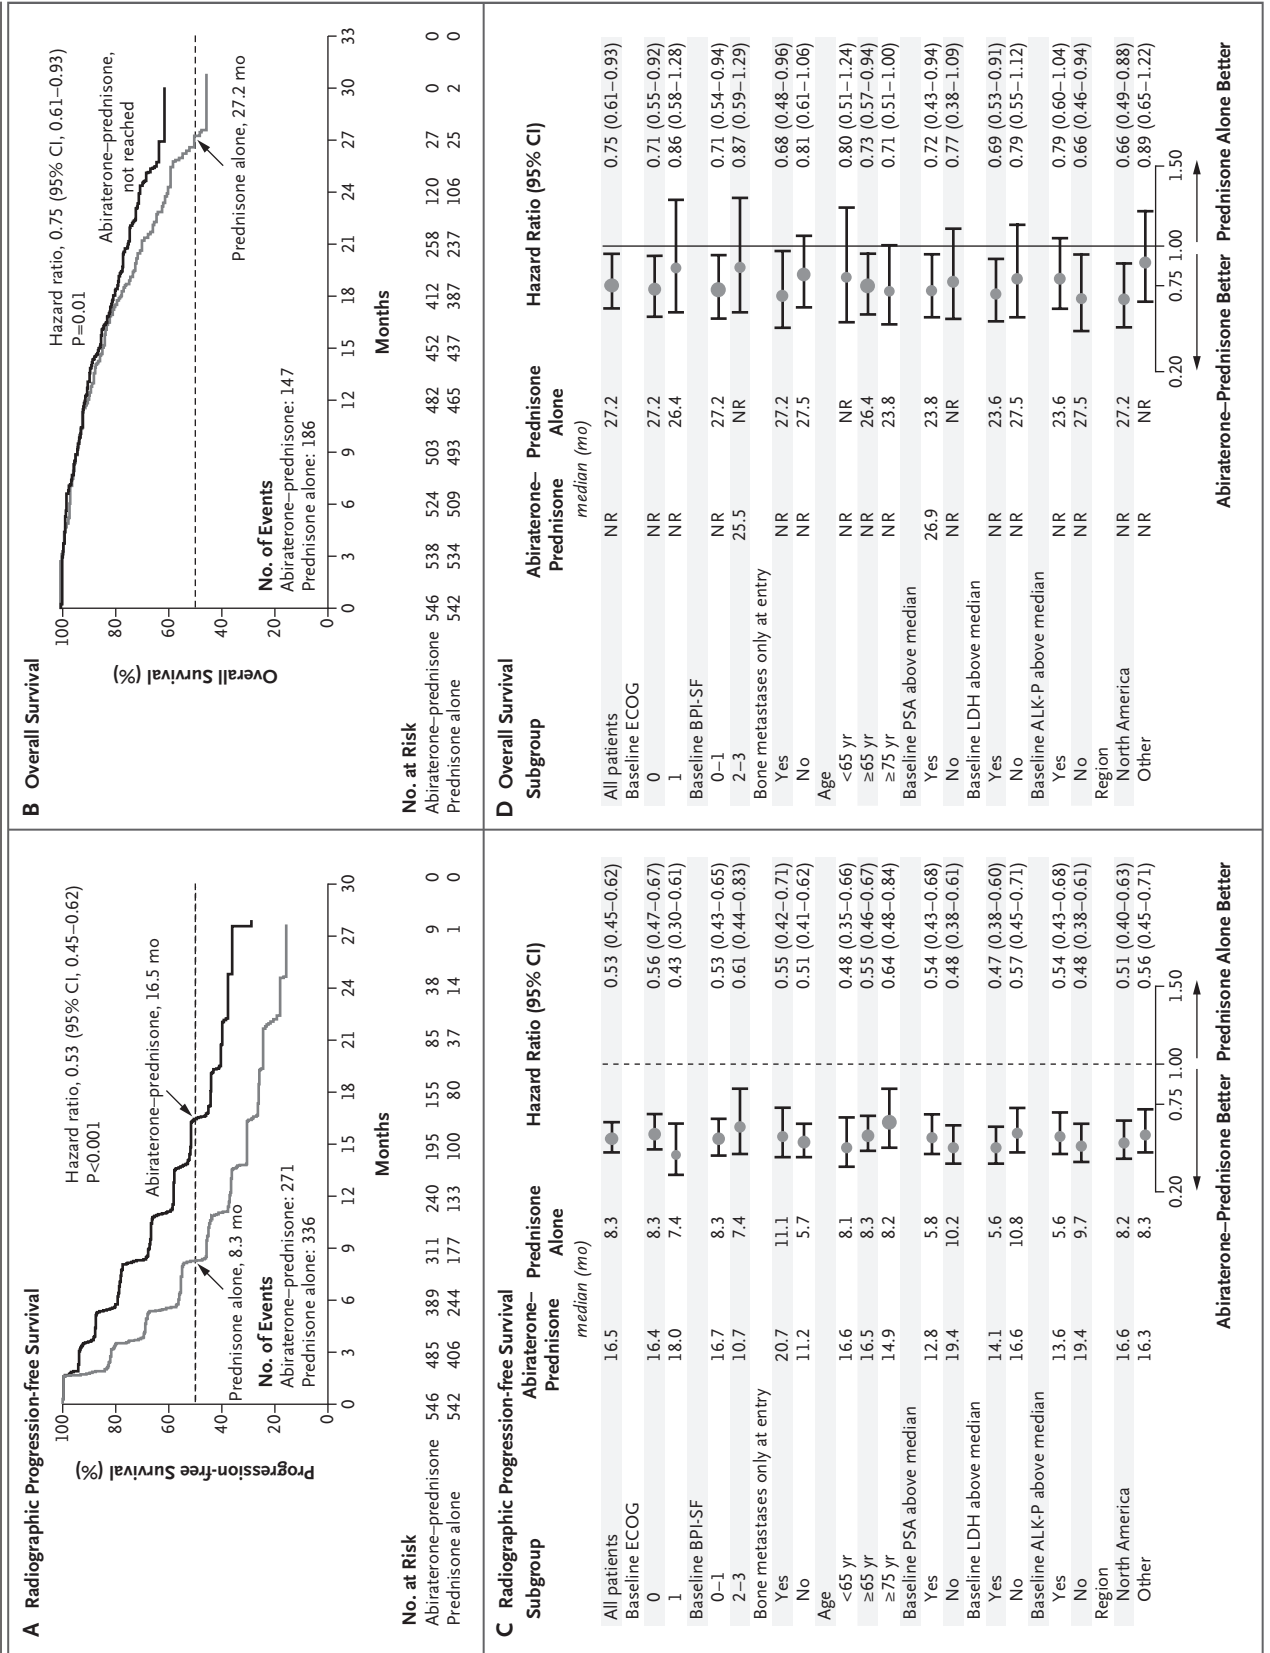 A Radiographic Progression-free Survival
Progression-free Survival (%)
100
80
60
40
20
0
0 3 6 9 12 15 18 21 24 27 30
Months
Hazard ratio, 0.53 (95% CI, 0.45–0.62)
P<0.001
Abiraterone–prednisone, 16.5 mo
Prednisone alone, 8.3 mo
No. of Events
Abiraterone–prednisone: 271
Prednisone alone: 336
No. at Risk
Abiraterone–prednisone 546 485 389 311 240 195 155 85 38 9 0
Prednisone alone 542 406 244 177 133 100 80 37 14 1 0
B Overall Survival
Overall Survival (%)
100
80
60
40
20
0
0 3 6 9 12 15 18 21 24 27 30 33
Months
Hazard ratio, 0.75 (95% CI, 0.61–0.93)
P=0.01
Abiraterone–prednisone,
not reached
Prednisone alone, 27.2 mo
No. of Events
Abiraterone–prednisone: 147
Prednisone alone: 186
No. at Risk
Abiraterone–prednisone 546 538 524 503 482 452 412 258 120 27 0 0
Prednisone alone 542 534 509 493 465 437 387 237 106 25 2 0
C Radiographic Progression-free Survival
Subgroup Abiraterone–Prednisone Prednisone Alone Hazard Ratio (95% CI)
median (mo)
All patients 16.5 8.3 0.53 (0.45–0.62)
Baseline ECOG
0 16.4 8.3 0.56 (0.47–0.67)
1 18.0 7.4 0.43 (0.30–0.61)
Baseline BPI-SF
0–1 16.7 8.3 0.53 (0.43–0.65)
2–3 10.7 7.4 0.61 (0.44–0.83)
Bone metastases only at entry
Yes 20.7 11.1 0.55 (0.42–0.71)
No 11.2 5.7 0.51 (0.41–0.62)
Age
<65 yr 16.6 8.1 0.48 (0.35–0.66)
≥65 yr 16.5 8.3 0.55 (0.46–0.67)
≥75 yr 14.9 8.2 0.64 (0.48–0.84)
Baseline PSA above median
Yes 12.8 5.8 0.54 (0.43–0.68)
No 19.4 10.2 0.48 (0.38–0.61)
Baseline LDH above median
Yes 14.1 5.6 0.47 (0.38–0.60)
No 16.6 10.8 0.57 (0.45–0.71)
Baseline ALK-P above median
Yes 13.6 5.6 0.54 (0.43–0.68)
No 19.4 9.7 0.48 (0.38–0.61)
Region
North America 16.6 8.2 0.51 (0.40–0.63)
Other 16.3 8.3 0.56 (0.45–0.71)
0.20 0.75 1.00 1.50
Abiraterone–Prednisone Better Prednisone Alone Better
D Overall Survival
Subgroup Abiraterone–Prednisone Prednisone Alone Hazard Ratio (95% CI)
median (mo)
All patients NR 27.2 0.75 (0.61–0.93)
Baseline ECOG
0 NR 27.2 0.71 (0.55–0.92)
1 NR 26.4 0.86 (0.58–1.28)
Baseline BPI-SF
0–1 NR 27.2 0.71 (0.54–0.94)
2–3 25.5 NR 0.87 (0.59–1.29)
Bone metastases only at entry
Yes NR 27.2 0.68 (0.48–0.96)
No NR 27.5 0.81 (0.61–1.06)
Age
<65 yr NR NR 0.80 (0.51–1.24)
≥65 yr NR 26.4 0.73 (0.57–0.94)
≥75 yr NR 23.8 0.71 (0.51–1.00)
Baseline PSA above median
Yes 26.9 23.8 0.72 (0.43–0.94)
No NR NR 0.77 (0.38–1.09)
Baseline LDH above median
Yes NR 23.6 0.69 (0.53–0.91)
No NR 27.5 0.79 (0.55–1.12)
Baseline ALK-P above median
Yes NR 23.6 0.79 (0.60–1.04)
No NR 27.5 0.66 (0.46–0.94)
Region
North America NR 27.2 0.66 (0.49–0.88)
Other NR NR 0.89 (0.65–1.22)
0.20 0.75 1.00 1.50
Abiraterone–Prednisone Better Prednisone Alone Better